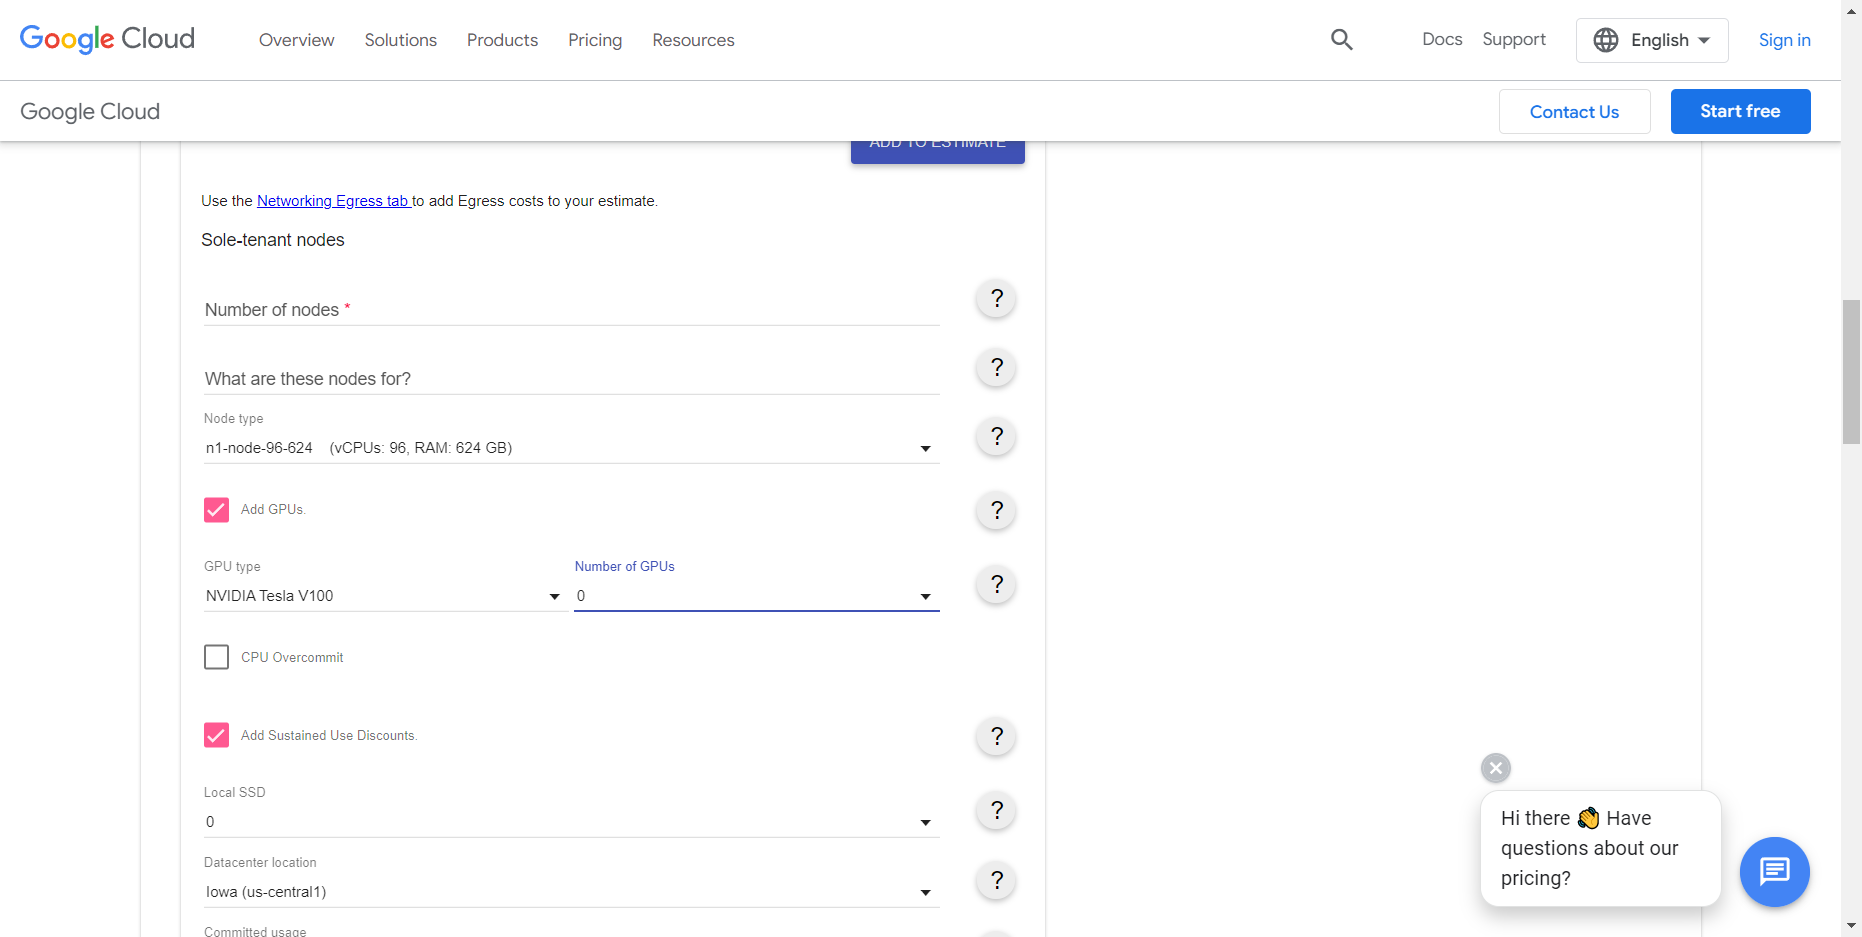 Google Cloud
Overview
Solutions
Products
Pricing
Resources
Docs
Support
English
Sign in
Google Cloud
Contact Us
Start free
ADD TO ESTIMATE
Use the Networking Egress tab to add Egress costs to your estimate.
Sole-tenant nodes
Number of nodes *
?
What are these nodes for?
?
Node type
n1-node-96-624 (vCPUs: 96, RAM: 624 GB)
?
Add GPUs.
?
GPU type
NVIDIA Tesla V100
Number of GPUs
0
?
CPU Overcommit
Add Sustained Use Discounts.
?
Local SSD
0
?
Datacenter location
Iowa (us-central1)
?
Committed usage
Hi there 👋 Have
questions about our
pricing?